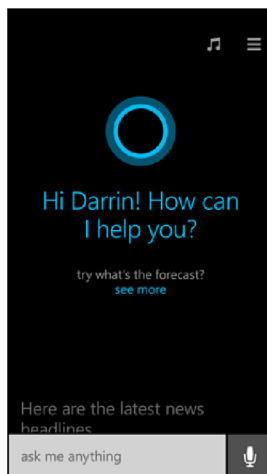 Hi Darrin! How can
I help you?
try what's the forecast?
see more
Here are the latest news
headlines
ask me anything